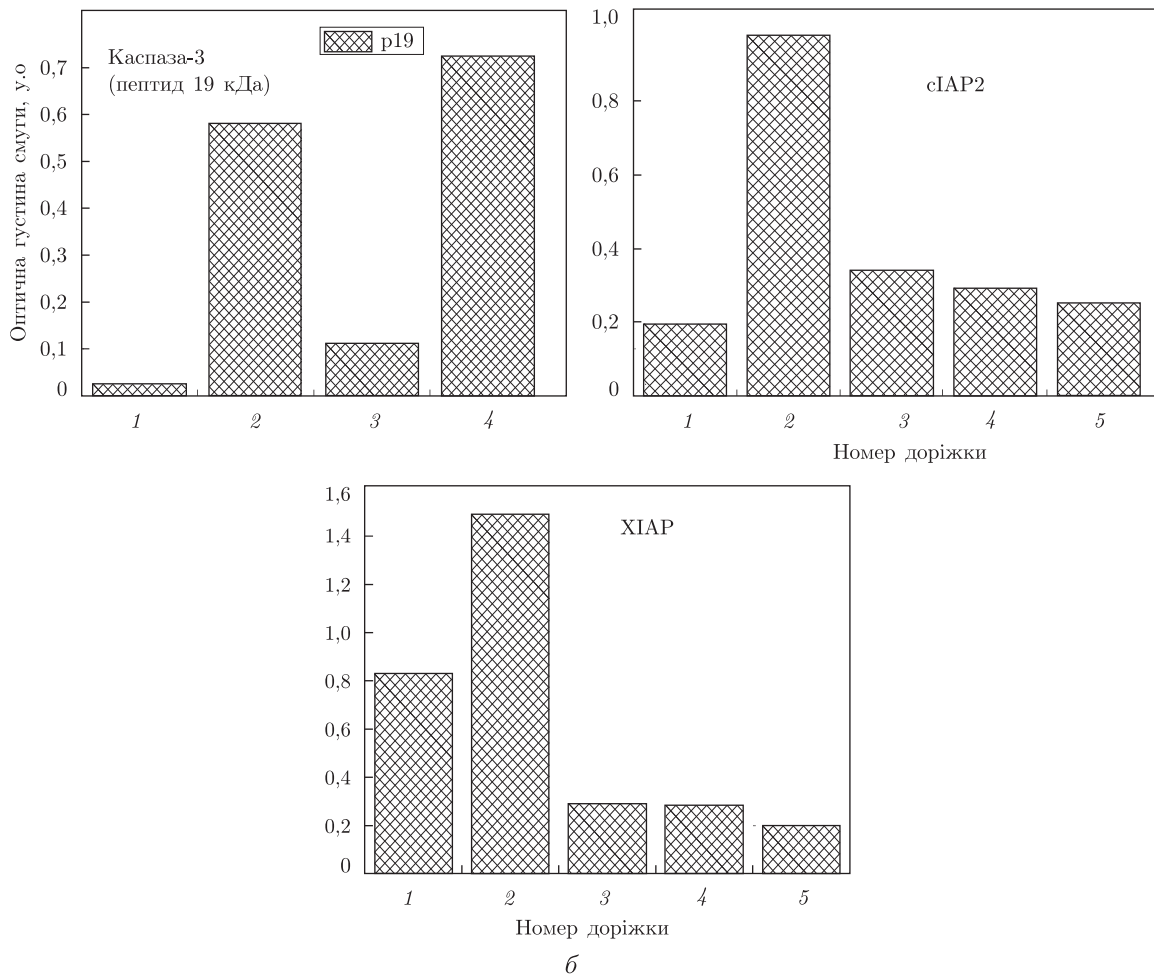 Оптична густина смуги, у.о
Каспаза-3
(пептид 19 кДа)
p19
0,7
0,6
0,5
0,4
0,3
0,2
0,1
0
1 2 3 4
cIAP2
1,0
0,8
0,6
0,4
0,2
0
1 2 3 4 5
Номер доріжки
XIAP
1,6
1,4
1,2
1,0
0,8
0,6
0,4
0,2
0
1 2 3 4 5
Номер доріжки
б